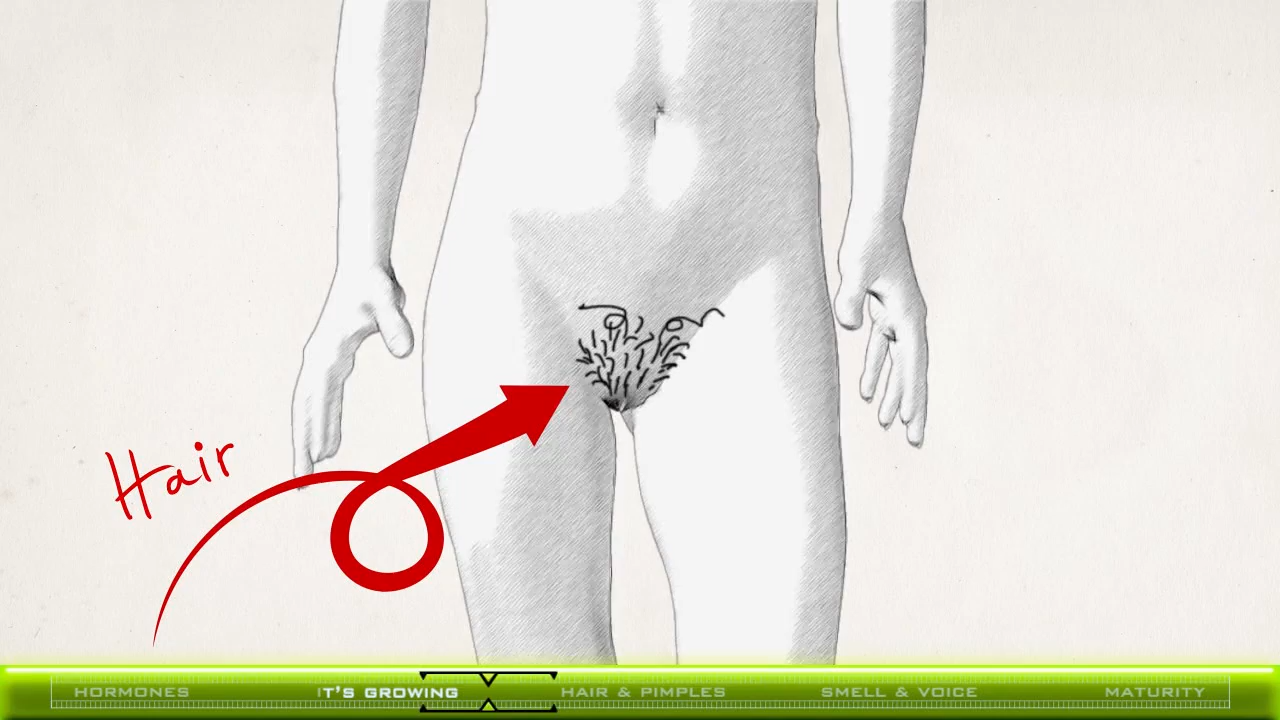 Hair
HORMONES
IT'S GROWING
HAIR & PIMPLES
SMELL & VOICE
MATURITY